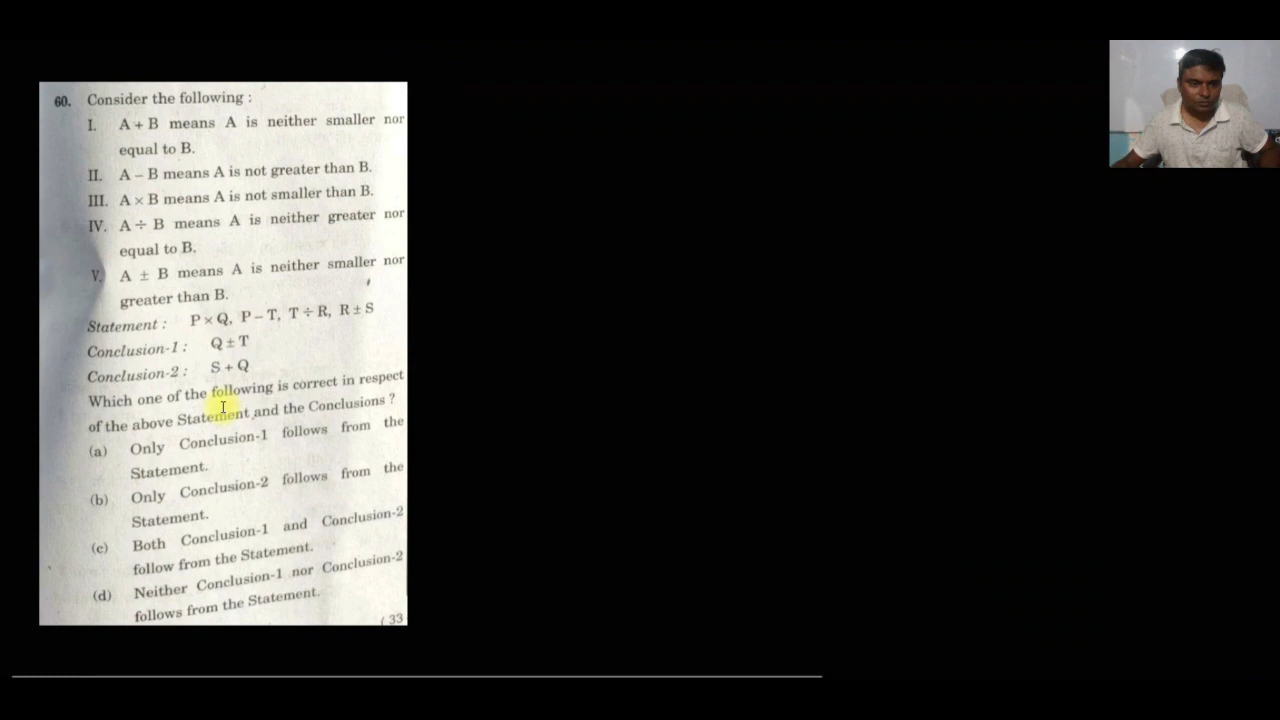 60. Consider the following :
I. A + B means A is neither smaller nor
equal to B.
II. A – B means A is not greater than B.
III. A × B means A is not smaller than B.
IV. A ÷ B means A is neither greater nor
equal to B.
V. A ± B means A is neither smaller nor
greater than B.
Statement : P × Q, P – T, T ÷ R, R ± S
Conclusion-1 : Q ± T
Conclusion-2 : S + Q
Which one of the following is correct in respect
of the above Statement and the Conclusions ?
(a) Only Conclusion-1 follows from the
Statement.
(b) Only Conclusion-2 follows from the
Statement.
(c) Both Conclusion-1 and Conclusion-2
follow from the Statement.
(d) Neither Conclusion-1 nor Conclusion-2
follows from the Statement.
( 33